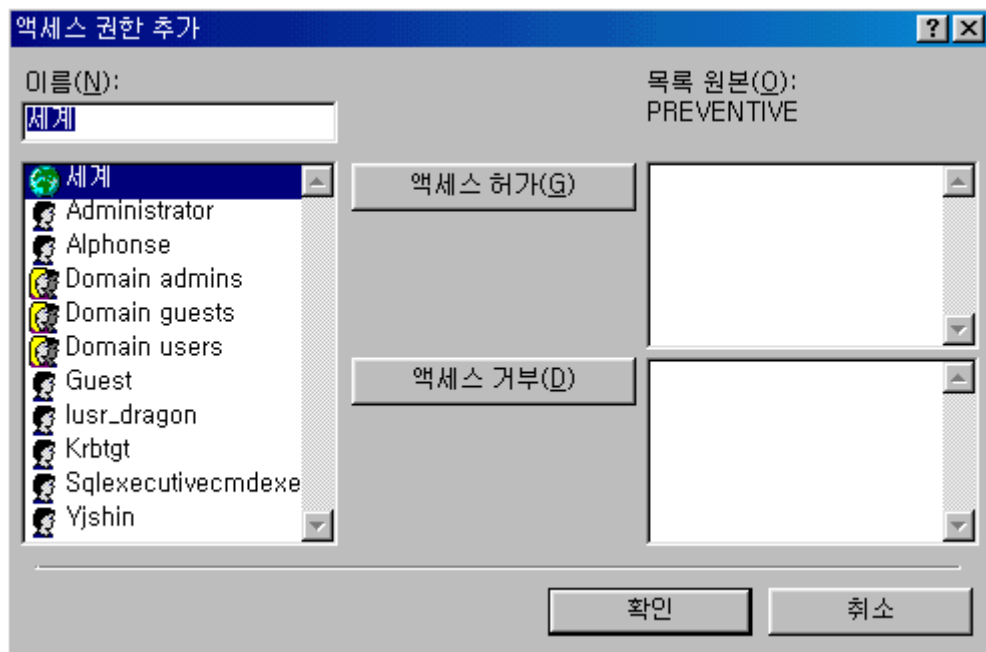 액세스 권한 추가
이름(N):
세계
목록 원본(O):
PREVENTIVE
세계
Administrator
Alphonse
Domain admins
Domain guests
Domain users
Guest
Iusr_dragon
Krbtgt
Sqlexecutivecmdexe
Yjshin
액세스 허가(G)
액세스 거부(D)
확인
취소